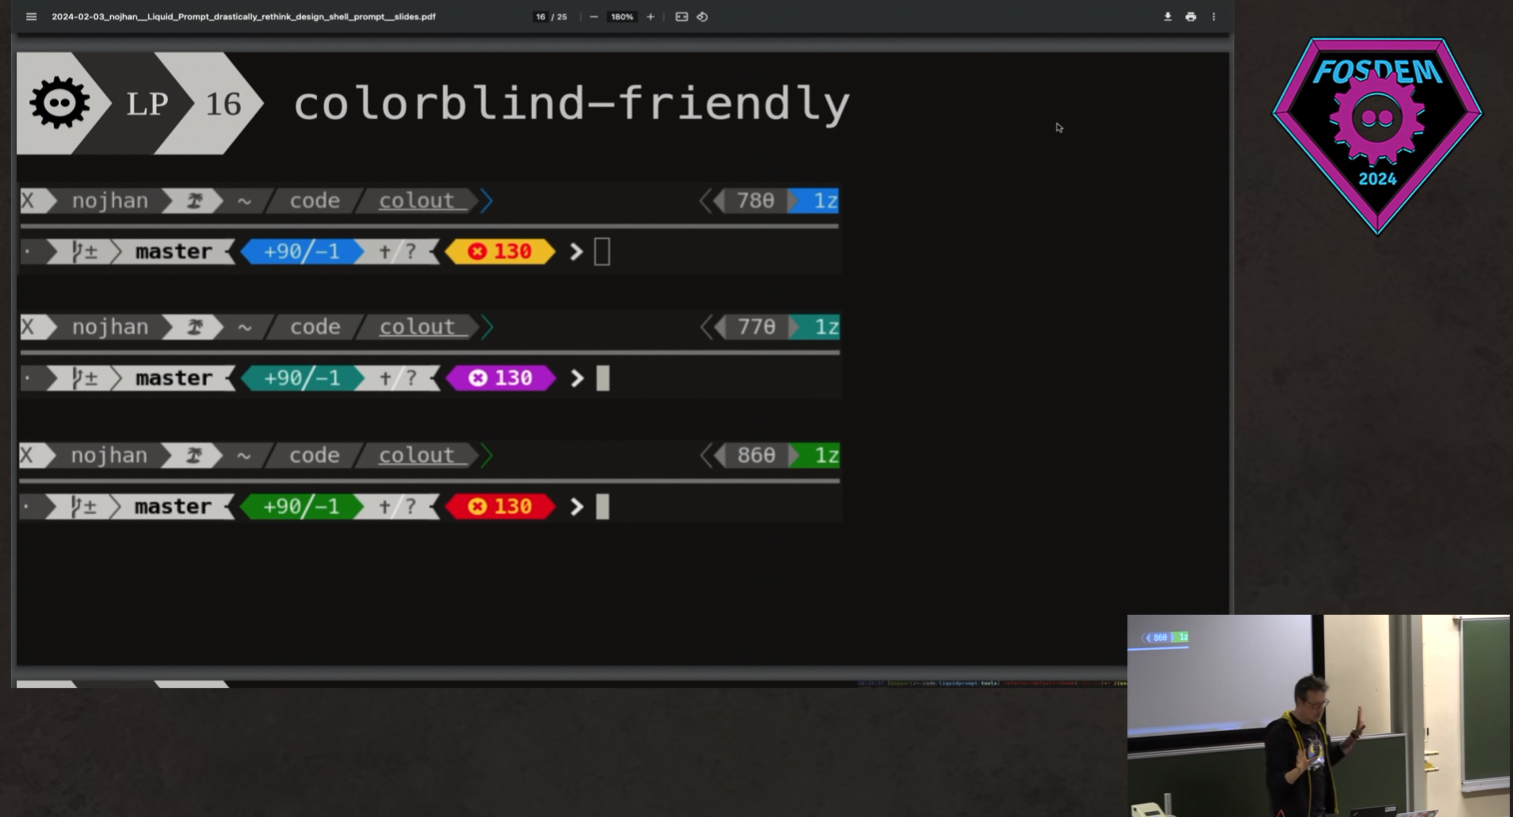 2024-02-03_nojhan__Liquid_Prompt_drastically_rethink_design_shell_prompt__slides.pdf
16 / 25
180%
LP 16 colorblind-friendly
X nojhan ~ / code / colout
780 1z
± master +90/-1 †/? 130
X nojhan ~ / code / colout
770 1z
± master +90/-1 †/? 130
X nojhan ~ / code / colout
860 1z
± master +90/-1 †/? 130
FOSDEM
2024
860 1z